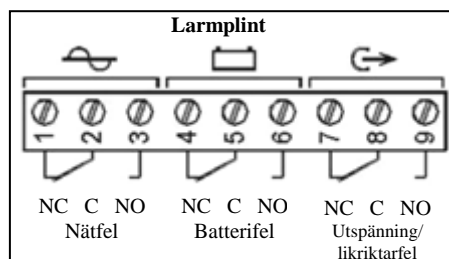 Larmplint
1 2 3 4 5 6 7 8 9
NC C NO NC C NO NC C NO
Nätfel Batterifel Utspänning/
likriktarfel